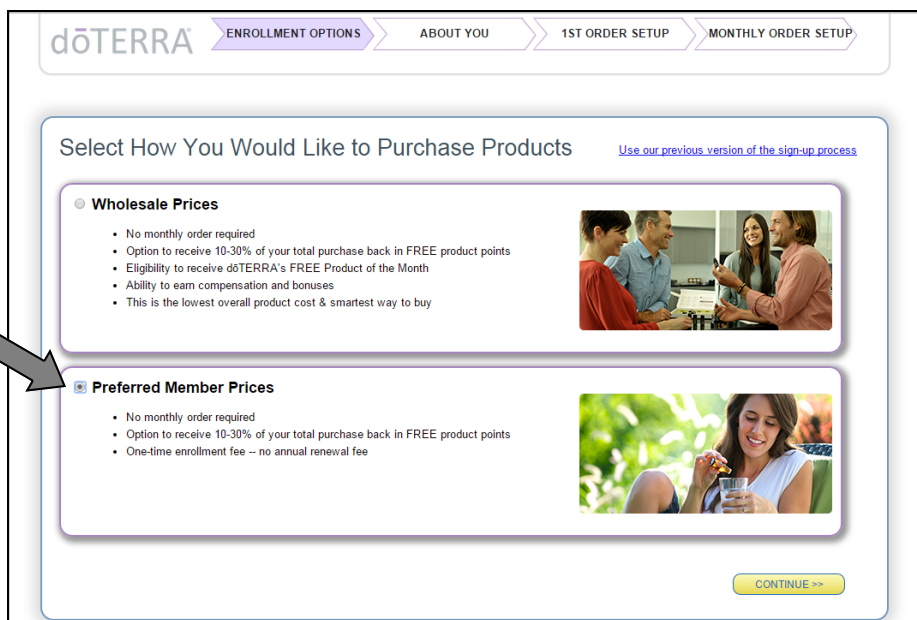 dōTERRA
ENROLLMENT OPTIONS
ABOUT YOU
1ST ORDER SETUP
MONTHLY ORDER SETUP
Select How You Would Like to Purchase Products
Use our previous version of the sign-up process
Wholesale Prices
• No monthly order required
• Option to receive 10-30% of your total purchase back in FREE product points
• Eligibility to receive dōTERRA's FREE Product of the Month
• Ability to earn compensation and bonuses
• This is the lowest overall product cost & smartest way to buy
Preferred Member Prices
• No monthly order required
• Option to receive 10-30% of your total purchase back in FREE product points
• One-time enrollment fee -- no annual renewal fee
CONTINUE >>